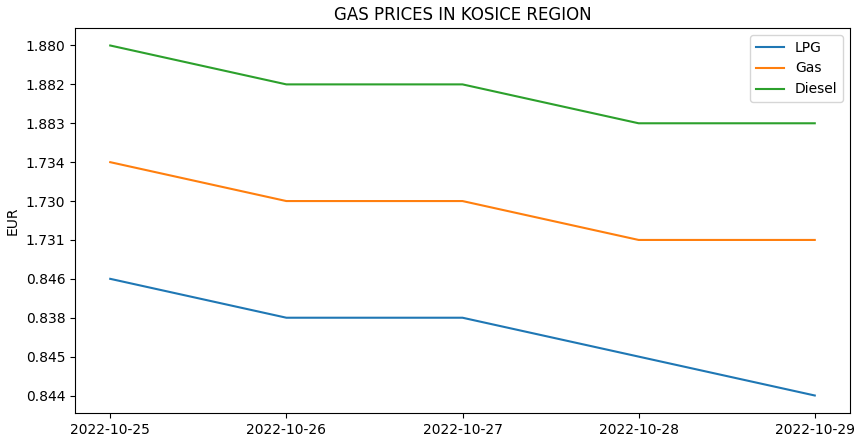 GAS PRICES IN KOSICE REGION
LPG
Gas
Diesel
EUR
1.880
1.882
1.883
1.734
1.730
1.731
0.846
0.838
0.845
0.844
2022-10-25 2022-10-26 2022-10-27 2022-10-28 2022-10-29